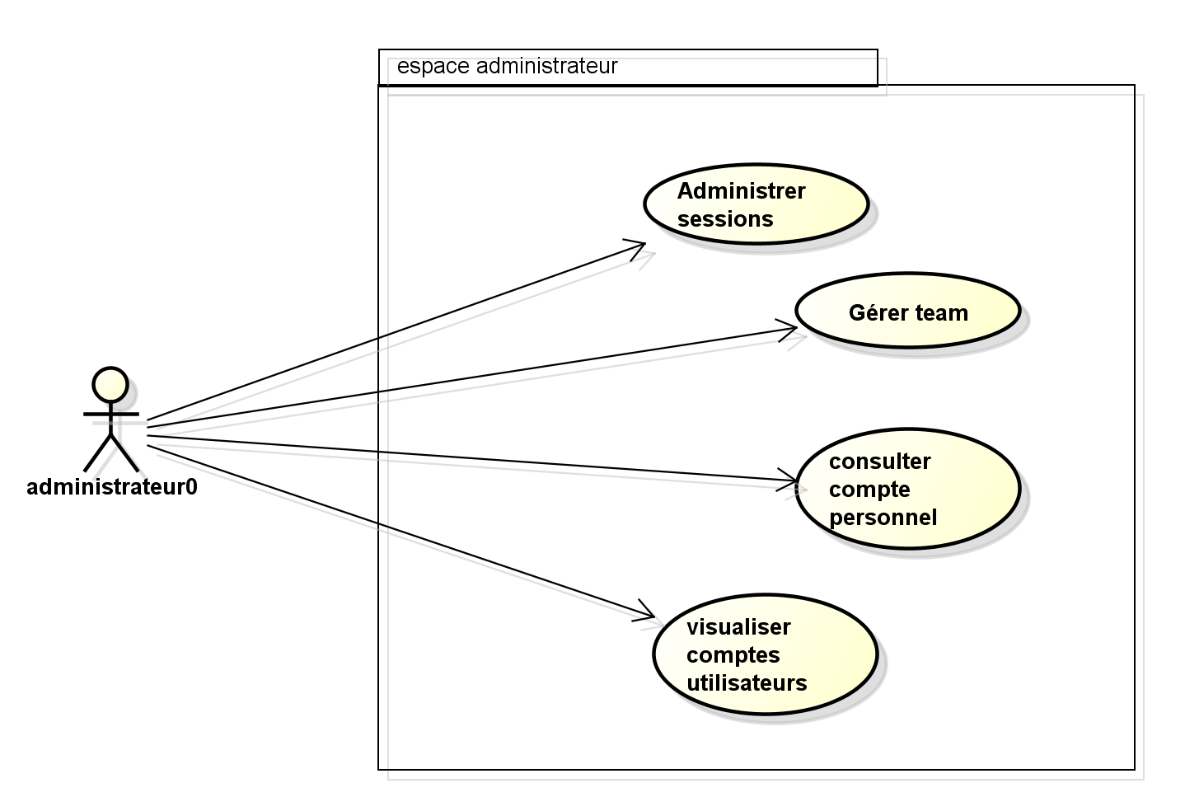 espace administrateur
Administrer
sessions
Gérer team
administrateur0
consulter
compte
personnel
visualiser
comptes
utilisateurs